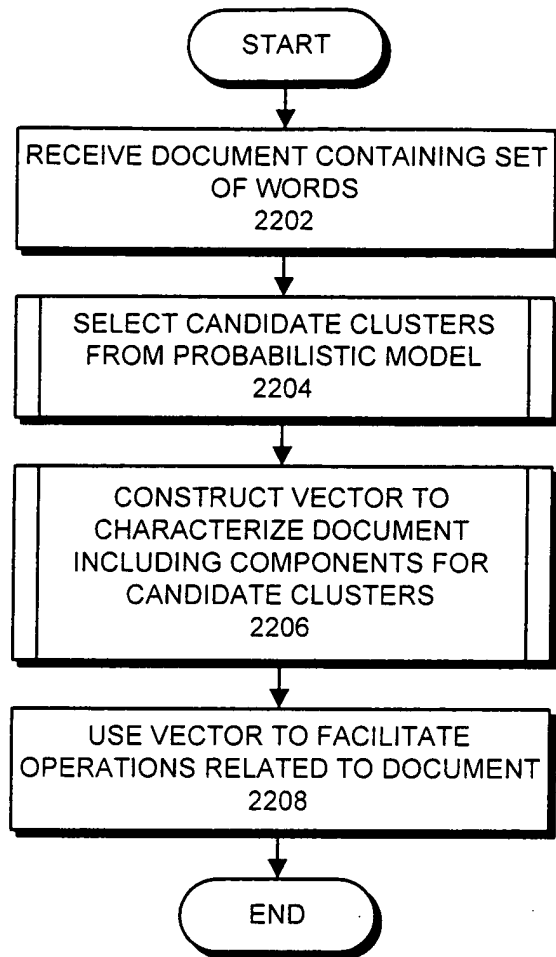 START
RECEIVE DOCUMENT CONTAINING SET
OF WORDS
2202
SELECT CANDIDATE CLUSTERS
FROM PROBABILISTIC MODEL
2204
CONSTRUCT VECTOR TO
CHARACTERIZE DOCUMENT
INCLUDING COMPONENTS FOR
CANDIDATE CLUSTERS
2206
USE VECTOR TO FACILITATE
OPERATIONS RELATED TO DOCUMENT
2208
END